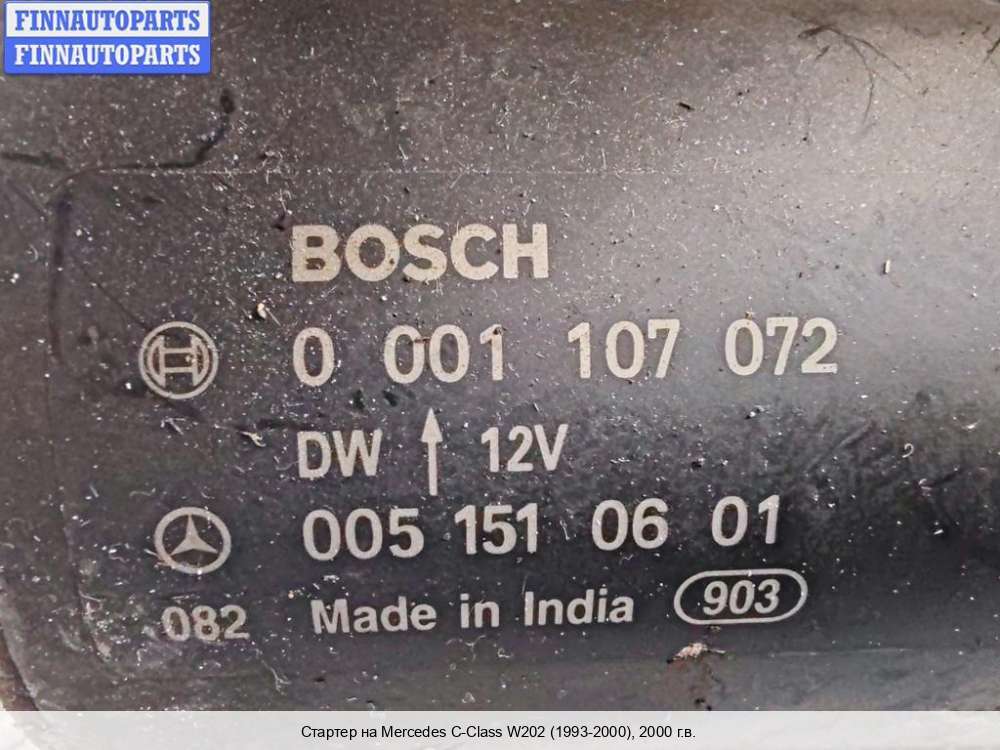 FINNAUTOPARTS
FINNAUTOPARTS
BOSCH
0 001 107 072
DW 12V
005 151 06 01
082 Made in India 903
Стартер на Mercedes C-Class W202 (1993-2000), 2000 г.в.